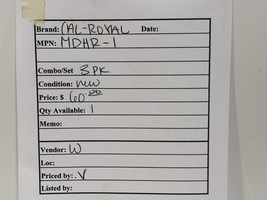 Brand: CAL-ROYAL Date:
MPN: MDHR-1
Combo/Set 3PK
Condition: new
Price: $ 60.00
Qty Available: 1
Memo:
Vendor: W
Loc:
Priced by: V
Listed by: